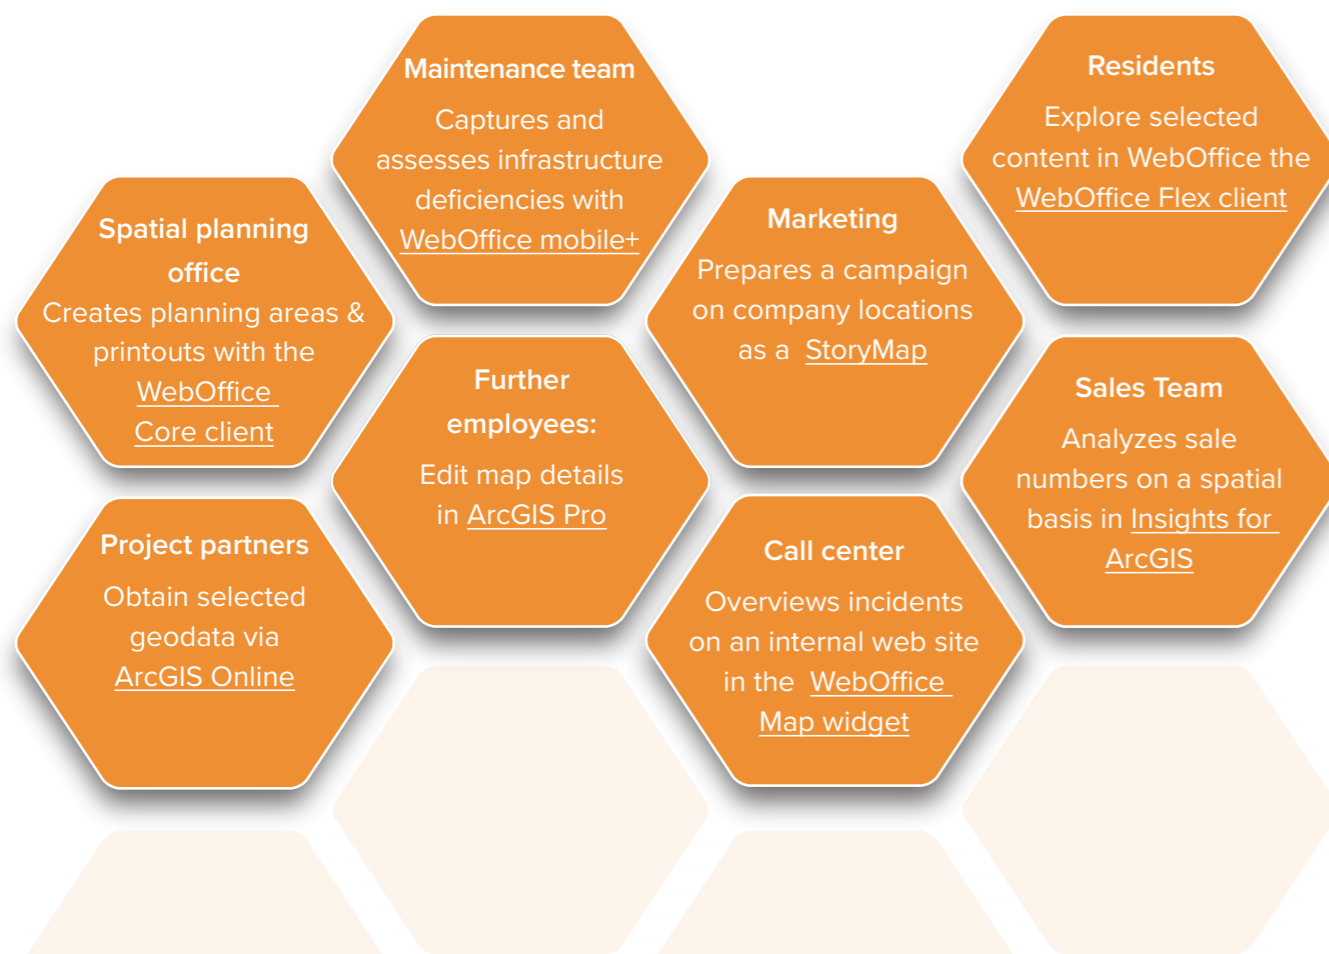 Maintenance team
Captures and
assesses infrastructure
deficiencies with
WebOffice mobile+
Residents
Explore selected
content in WebOffice the
WebOffice Flex client
Spatial planning
office
Creates planning areas &
printouts with the
WebOffice
Core client
Marketing
Prepares a campaign
on company locations
as a StoryMap
Further
employees:
Edit map details
in ArcGIS Pro
Sales Team
Analyzes sale
numbers on a spatial
basis in Insights for
ArcGIS
Project partners
Obtain selected
geodata via
ArcGIS Online
Call center
Overviews incidents
on an internal web site
in the WebOffice
Map widget